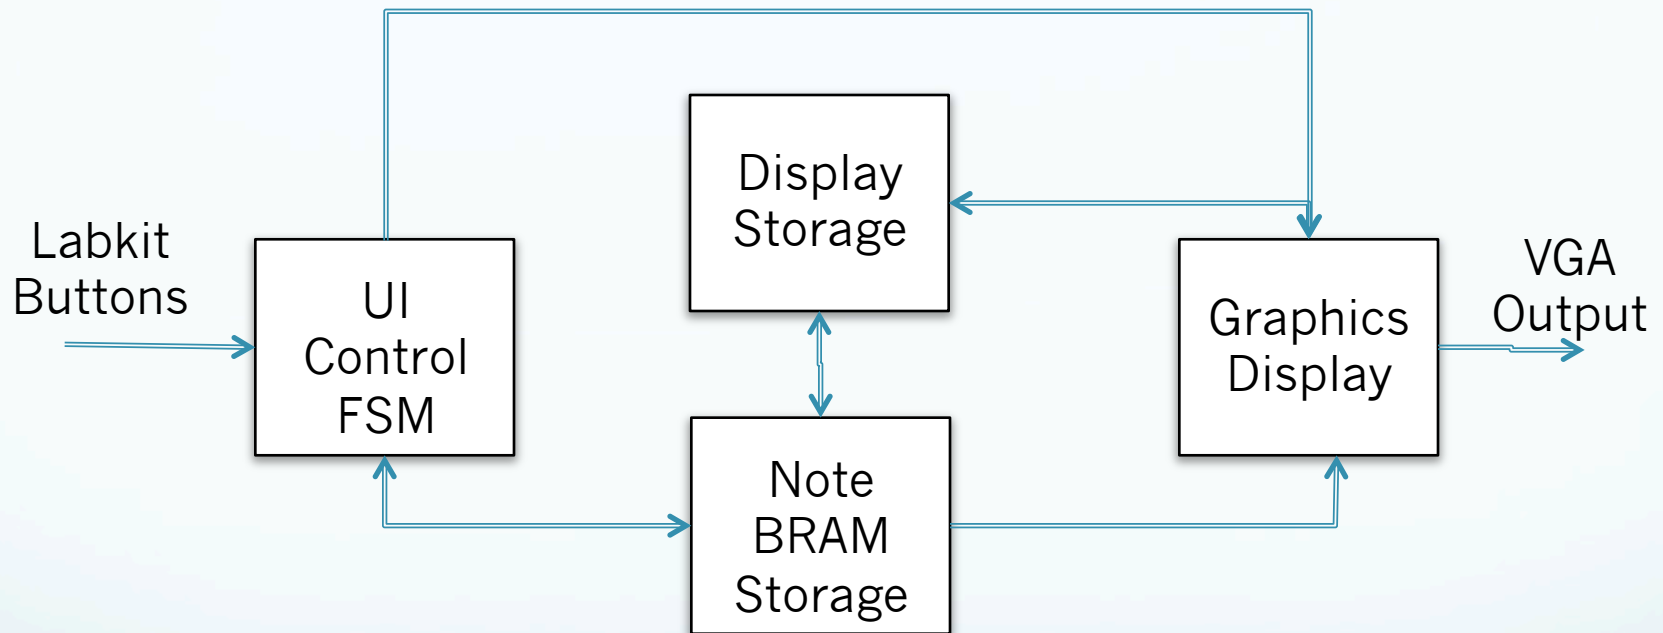 Labkit
Buttons
UI
Control
FSM
Display
Storage
Note
BRAM
Storage
Graphics
Display
VGA
Output